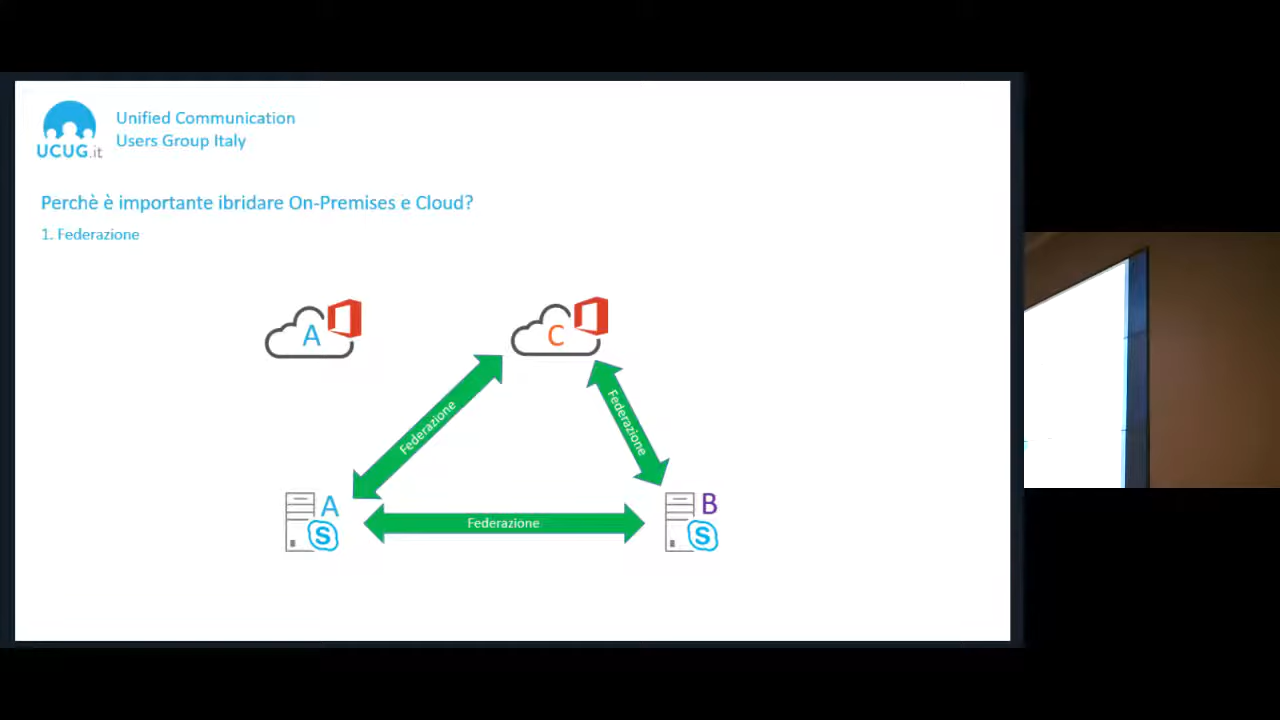 Unified Communication
Users Group Italy
UCUG.it
Perchè è importante ibridare On-Premises e Cloud?
1. Federazione
A
C
Federazione
Federazione
A
S
Federazione
B
S